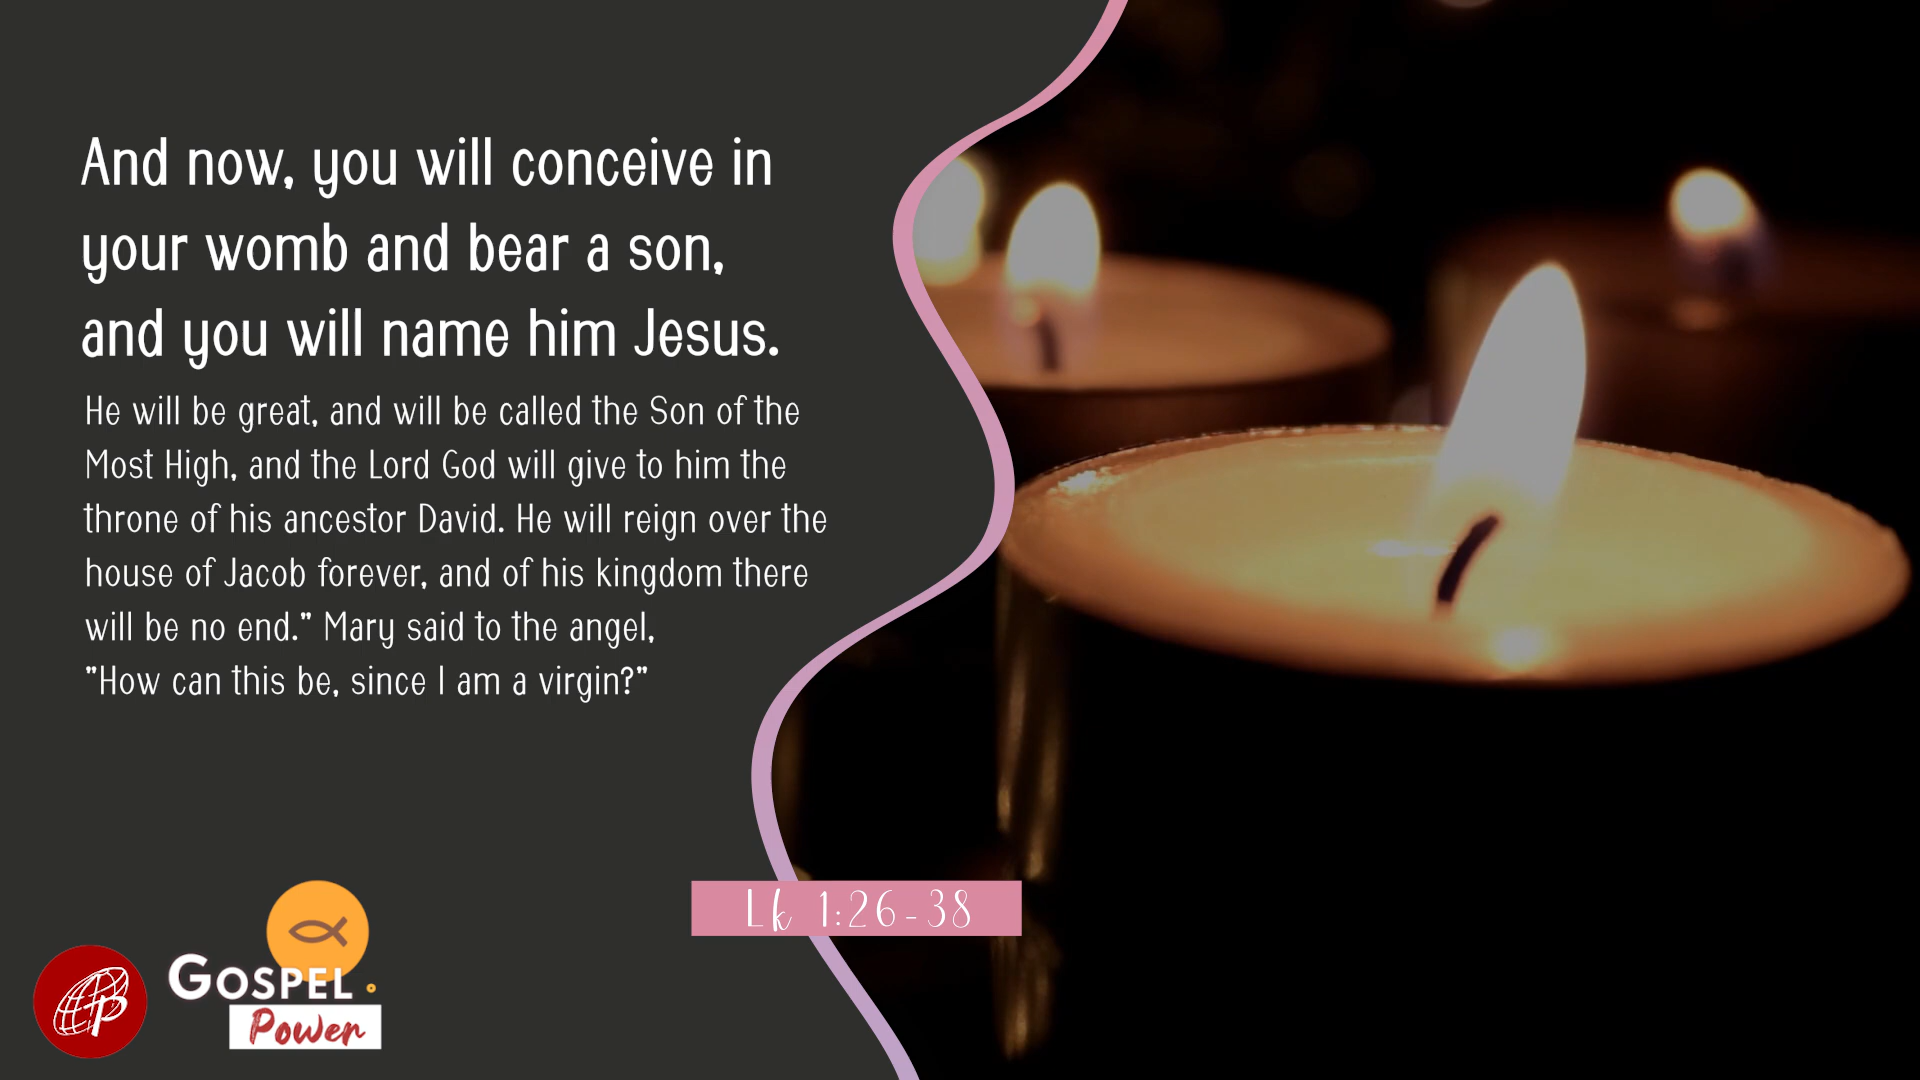 And now, you will conceive in
your womb and bear a son,
and you will name him Jesus.
He will be great, and will be called the Son of the
Most High, and the Lord God will give to him the
throne of his ancestor David. He will reign over the
house of Jacob forever, and of his kingdom there
will be no end.” Mary said to the angel,
"How can this be, since I am a virgin?”
Lk 1:26-38
GOSPEL
Power